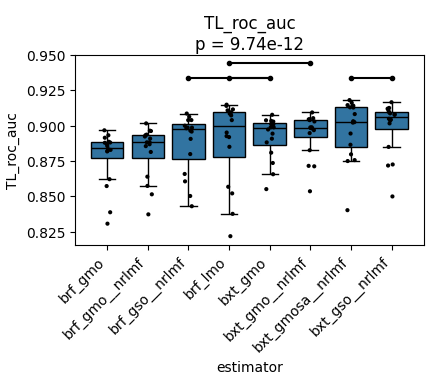 TL_roc_auc
p = 9.74e-12
TL_roc_auc
0.950
0.925
0.900
0.875
0.850
0.825
brf_gmo
brf_gmo__nrlmf
brf_gso__nrlmf
brf_lmo
bxt_gmo
bxt_gmo__nrlmf
bxt_gmosa__nrlmf
bxt_gso__nrlmf
estimator